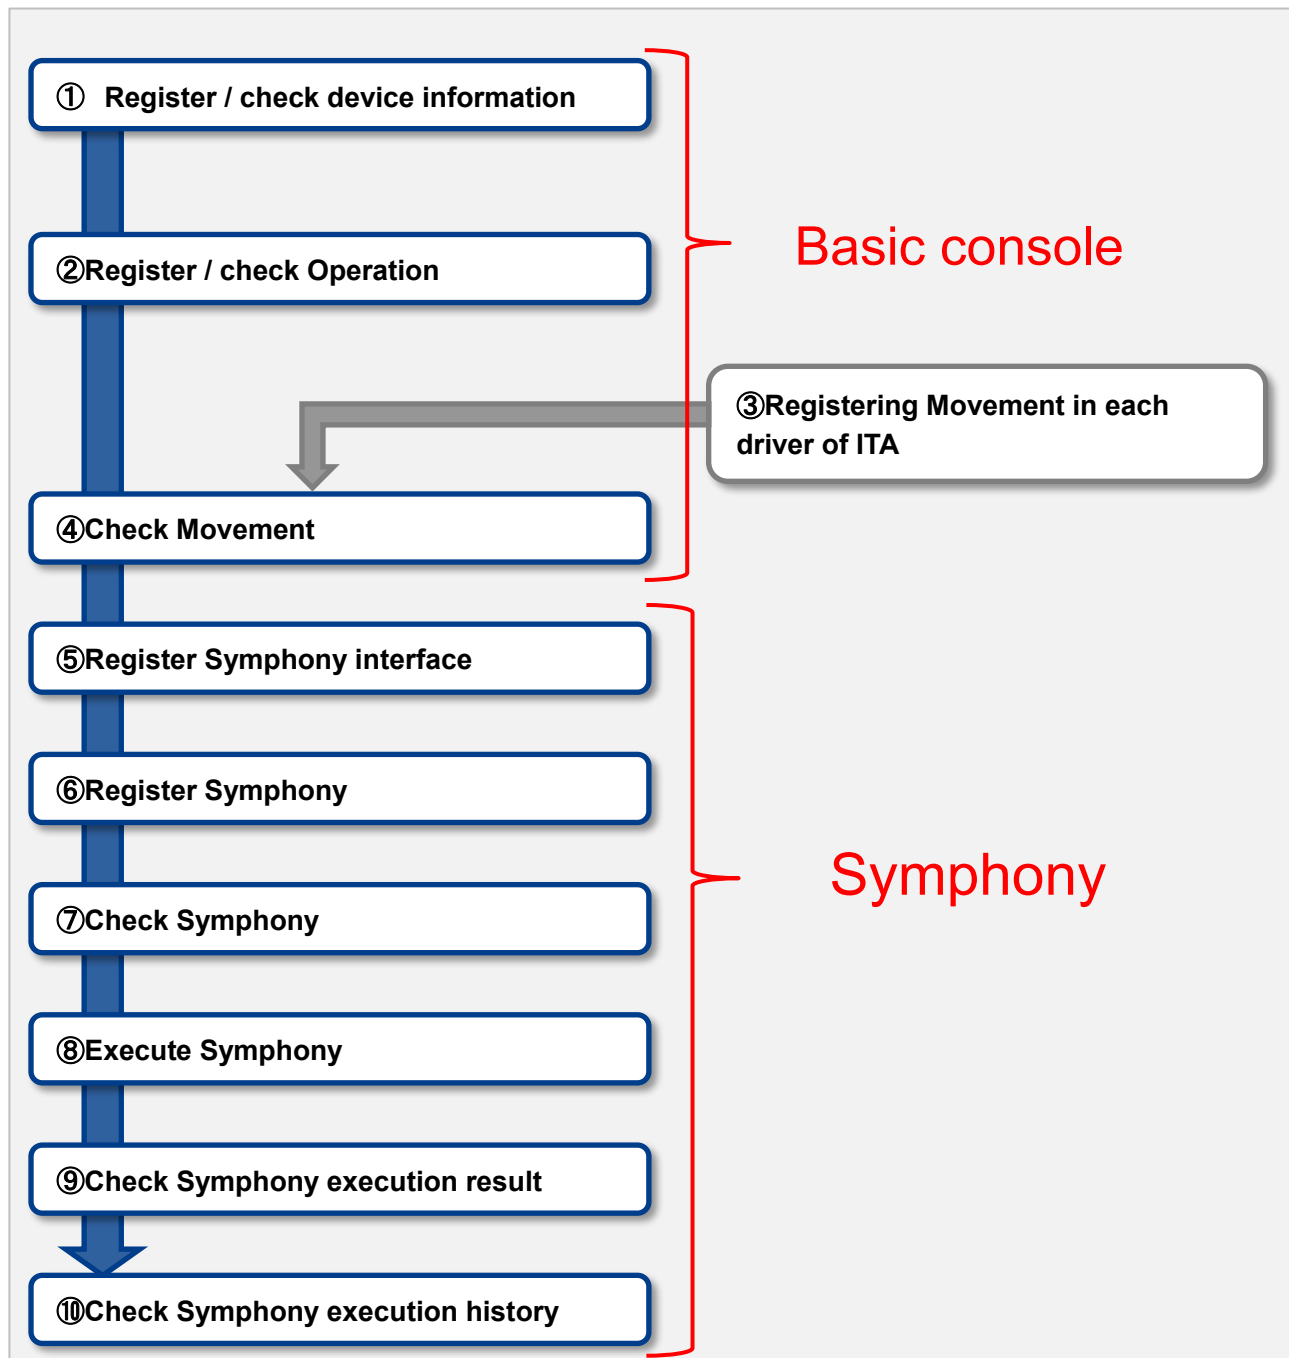 ① Register / check device information
②Register / check Operation
Basic console
③Registering Movement in each
driver of ITA
④Check Movement
⑤Register Symphony interface
⑥Register Symphony
Symphony
⑦Check Symphony
⑧Execute Symphony
⑨Check Symphony execution result
⑩Check Symphony execution history